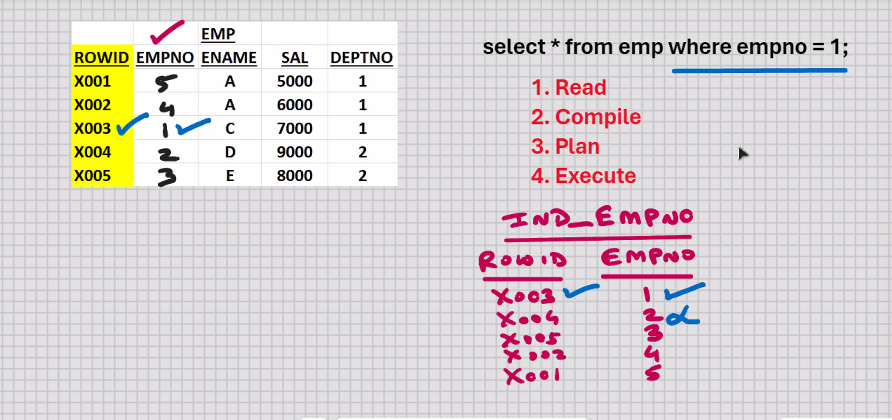 EMP
ROWID EMPNO ENAME SAL DEPTNO
X001 5 A 5000 1
X002 4 A 6000 1
X003 1 C 7000 1
X004 2 D 9000 2
X005 3 E 8000 2
select * from emp where empno = 1;
1. Read
2. Compile
3. Plan
4. Execute
IND_EMPNO
ROWID EMPNO
X003 1
X004 2
X005 3
X002 4
X001 5